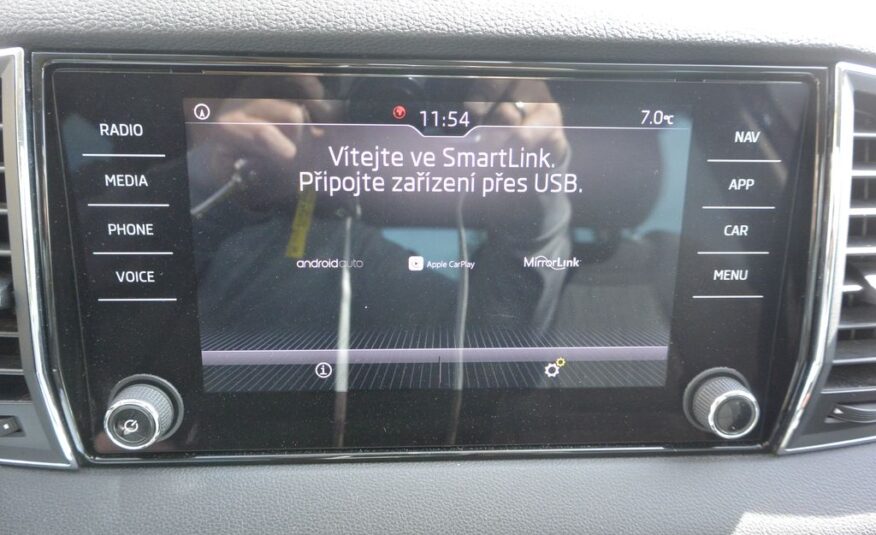 RADIO
MEDIA
PHONE
VOICE
11:54
7.0°C
Vítejte ve SmartLink.
Připojte zařízení přes USB.
androidauto
Apple CarPlay
MirrorLink
NAV
APP
CAR
MENU